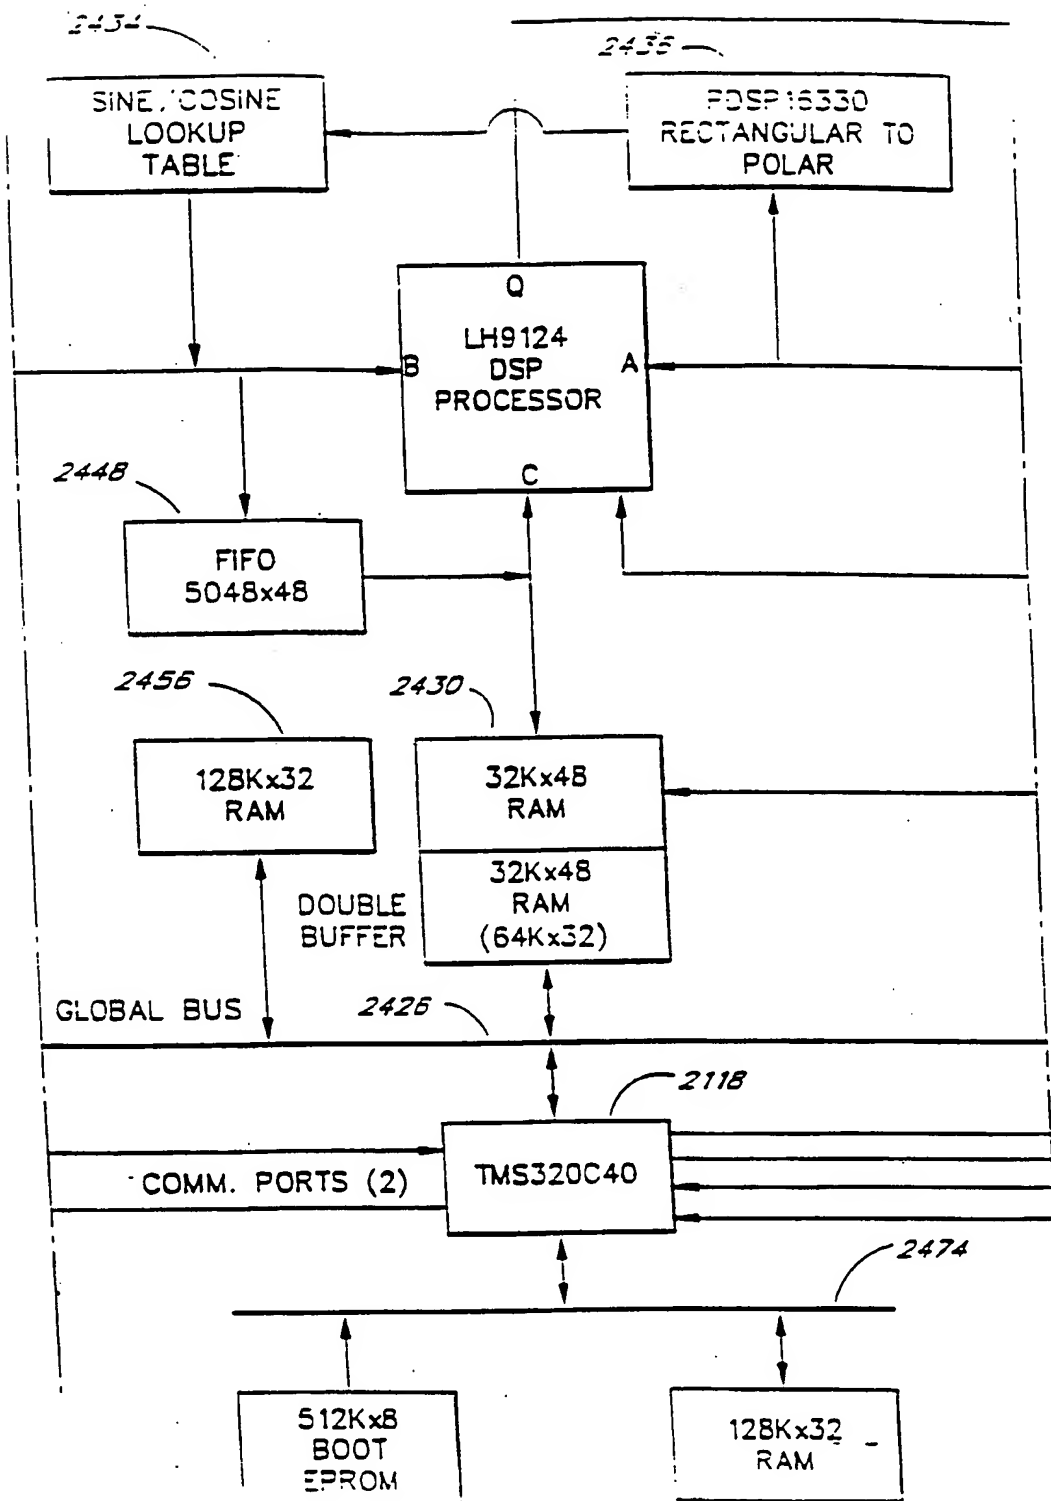 2434
2436
SINE/COSINE
LOOKUP
TABLE
PDSP16330
RECTANGULAR TO
POLAR
Q
LH9124
DSP
PROCESSOR
B
A
C
2448
FIFO
5048x48
2456
2430
128Kx32
RAM
32Kx48
RAM
32Kx48
RAM
(64Kx32)
DOUBLE
BUFFER
GLOBAL BUS
2426
2118
TMS320C40
COMM. PORTS (2)
2474
512Kx8
BOOT
EPROM
128Kx32
RAM